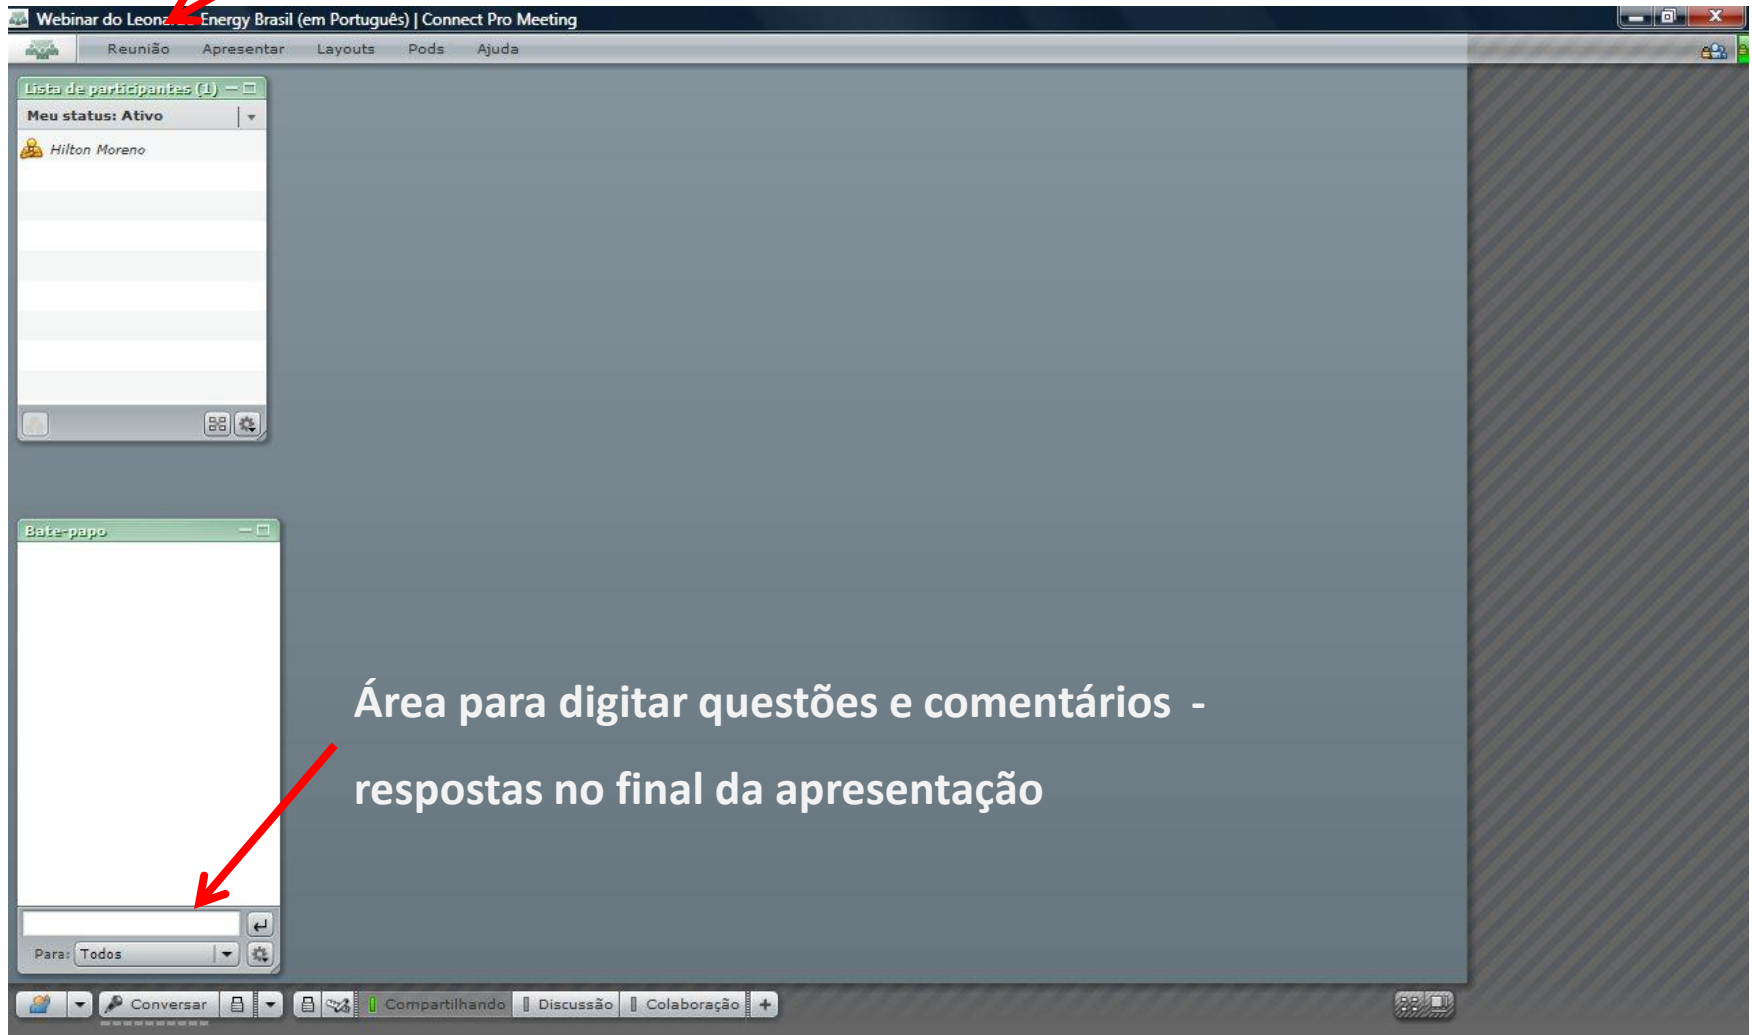 Webinar do Leonardo Energy Brasil (em Português) | Connect Pro Meeting
Reunião Apresentar Layouts Pods Ajuda
Lista de participantes (1)
Meu status: Ativo
Hilton Moreno
Bate-papo
Área para digitar questões e comentários -
respostas no final da apresentação
Para: Todos
Conversar Compartilhando Discussão Colaboração +